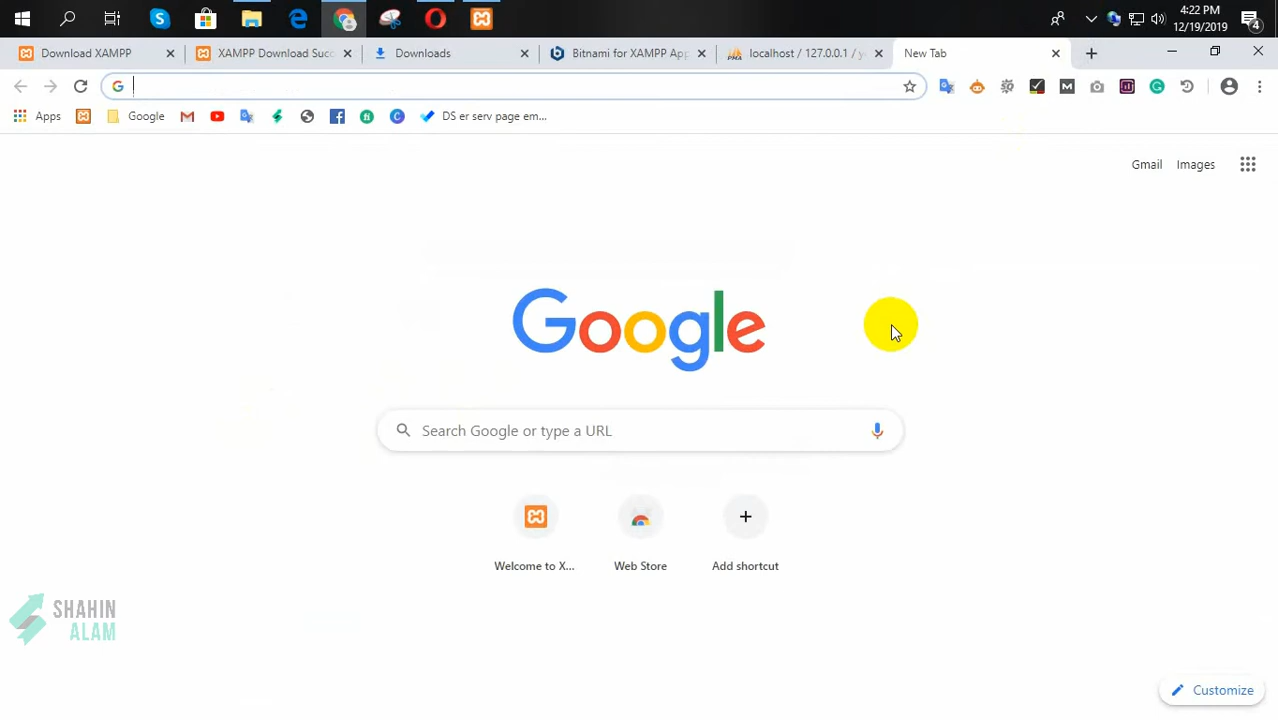 4:22 PM
12/19/2019
4
Download XAMPP
XAMPP Download Succ
Downloads
Bitnami for XAMPP App
localhost / 127.0.0.1 / y
New Tab
Apps
Google
DS er serv page em...
Gmail
Images
Google
Search Google or type a URL
Welcome to X...
Web Store
Add shortcut
SHAHIN
ALAM
Customize